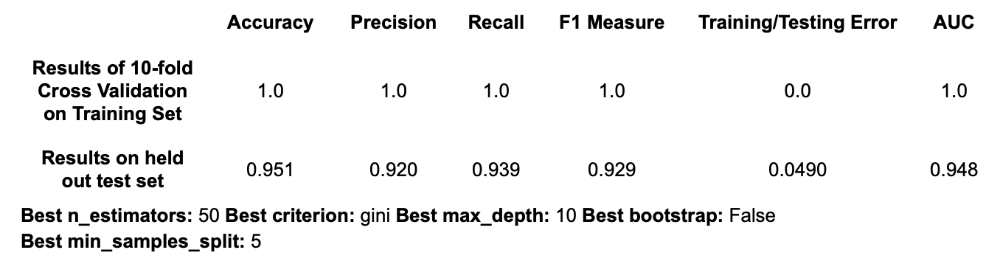 Accuracy Precision Recall F1 Measure Training/Testing Error AUC
Results of 10-fold
Cross Validation
on Training Set
1.0 1.0 1.0 1.0 0.0 1.0
Results on held
out test set
0.951 0.920 0.939 0.929 0.0490 0.948
Best n_estimators: 50 Best criterion: gini Best max_depth: 10 Best bootstrap: False
Best min_samples_split: 5